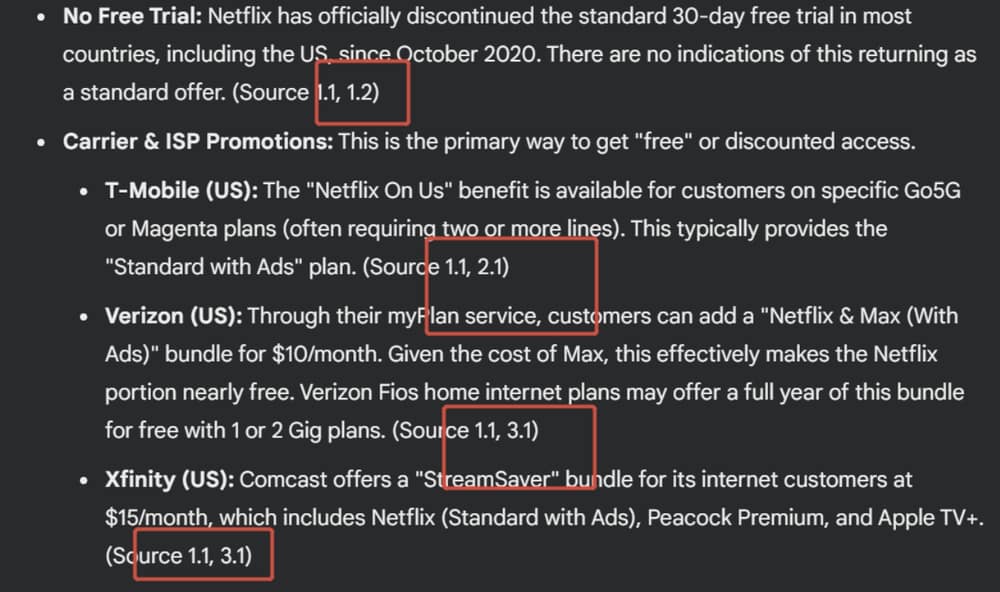 No Free Trial: Netflix has officially discontinued the standard 30-day free trial in most
countries, including the US, since October 2020. There are no indications of this returning as
a standard offer. (Source 1.1, 1.2)
Carrier & ISP Promotions: This is the primary way to get "free" or discounted access.
T-Mobile (US): The "Netflix On Us" benefit is available for customers on specific Go5G
or Magenta plans (often requiring two or more lines). This typically provides the
"Standard with Ads" plan. (Source 1.1, 2.1)
Verizon (US): Through their myPlan service, customers can add a "Netflix & Max (With
Ads)" bundle for $10/month. Given the cost of Max, this effectively makes the Netflix
portion nearly free. Verizon Fios home internet plans may offer a full year of this bundle
for free with 1 or 2 Gig plans. (Source 1.1, 3.1)
Xfinity (US): Comcast offers a "StreamSaver" bundle for its internet customers at
$15/month, which includes Netflix (Standard with Ads), Peacock Premium, and Apple TV+.
(Source 1.1, 3.1)